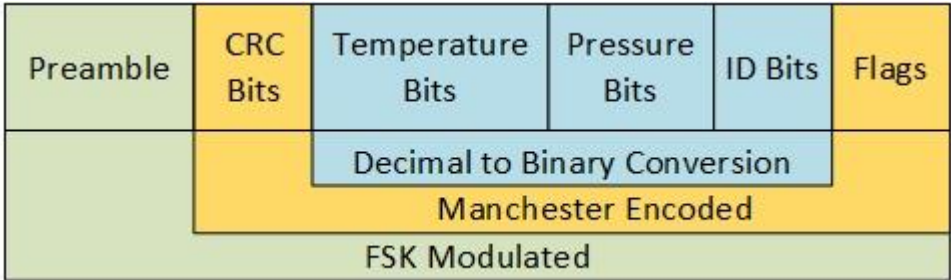 Preamble
CRC
Bits
Temperature
Bits
Pressure
Bits
ID Bits
Flags
Decimal to Binary Conversion
Manchester Encoded
FSK Modulated